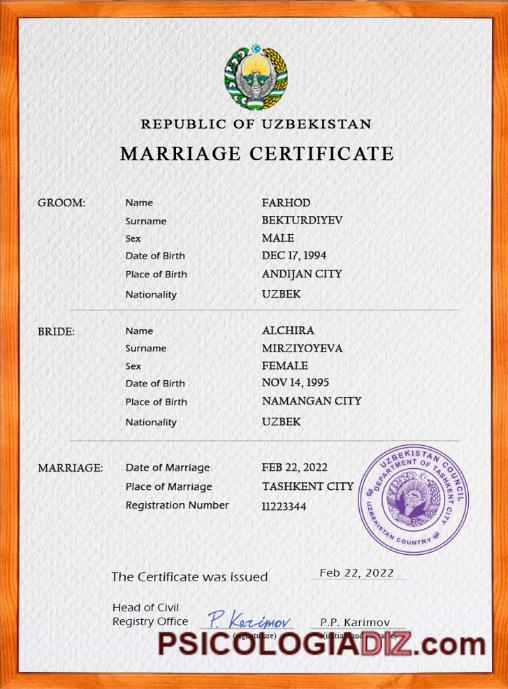 REPUBLIC OF UZBEKISTAN
MARRIAGE CERTIFICATE
GROOM: Name FARHOD
Surname BEKTURDIYEV
Sex MALE
Date of Birth DEC 17, 1994
Place of Birth ANDIJAN CITY
Nationality UZBEK
BRIDE: Name ALCHIRA
Surname MIRZIYOYEVA
Sex FEMALE
Date of Birth NOV 14, 1995
Place of Birth NAMANGAN CITY
Nationality UZBEK
MARRIAGE: Date of Marriage FEB 22, 2022
Place of Marriage TASHKENT CITY
Registration Number 11223344
UZBEKISTAN COUNCIL
DEPARTMENT OF TASHKENT CITY
UZBEKISTAN COUNTRY
The Certificate was issued Feb 22, 2022
Head of Civil
Registry Office P. Karimov P.P. Karimov
PSICOLOGIADIZ.com